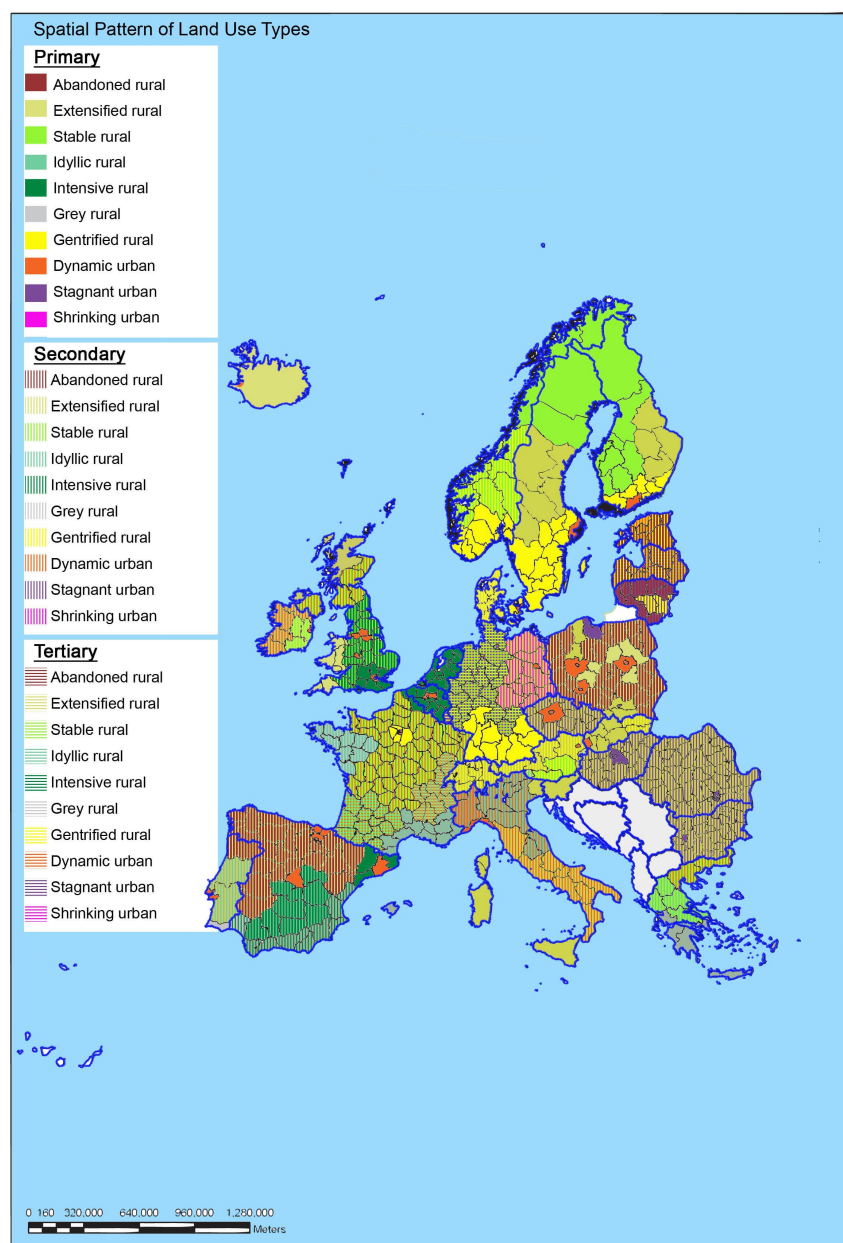 Spatial Pattern of Land Use Types
Primary
Abandoned rural
Extensified rural
Stable rural
Idyllic rural
Intensive rural
Grey rural
Gentrified rural
Dynamic urban
Stagnant urban
Shrinking urban
Secondary
Abandoned rural
Extensified rural
Stable rural
Idyllic rural
Intensive rural
Grey rural
Gentrified rural
Dynamic urban
Stagnant urban
Shrinking urban
Tertiary
Abandoned rural
Extensified rural
Stable rural
Idyllic rural
Intensive rural
Grey rural
Gentrified rural
Dynamic urban
Stagnant urban
Shrinking urban
0 160 320,000 640,000 960,000 1,280,000
Meters